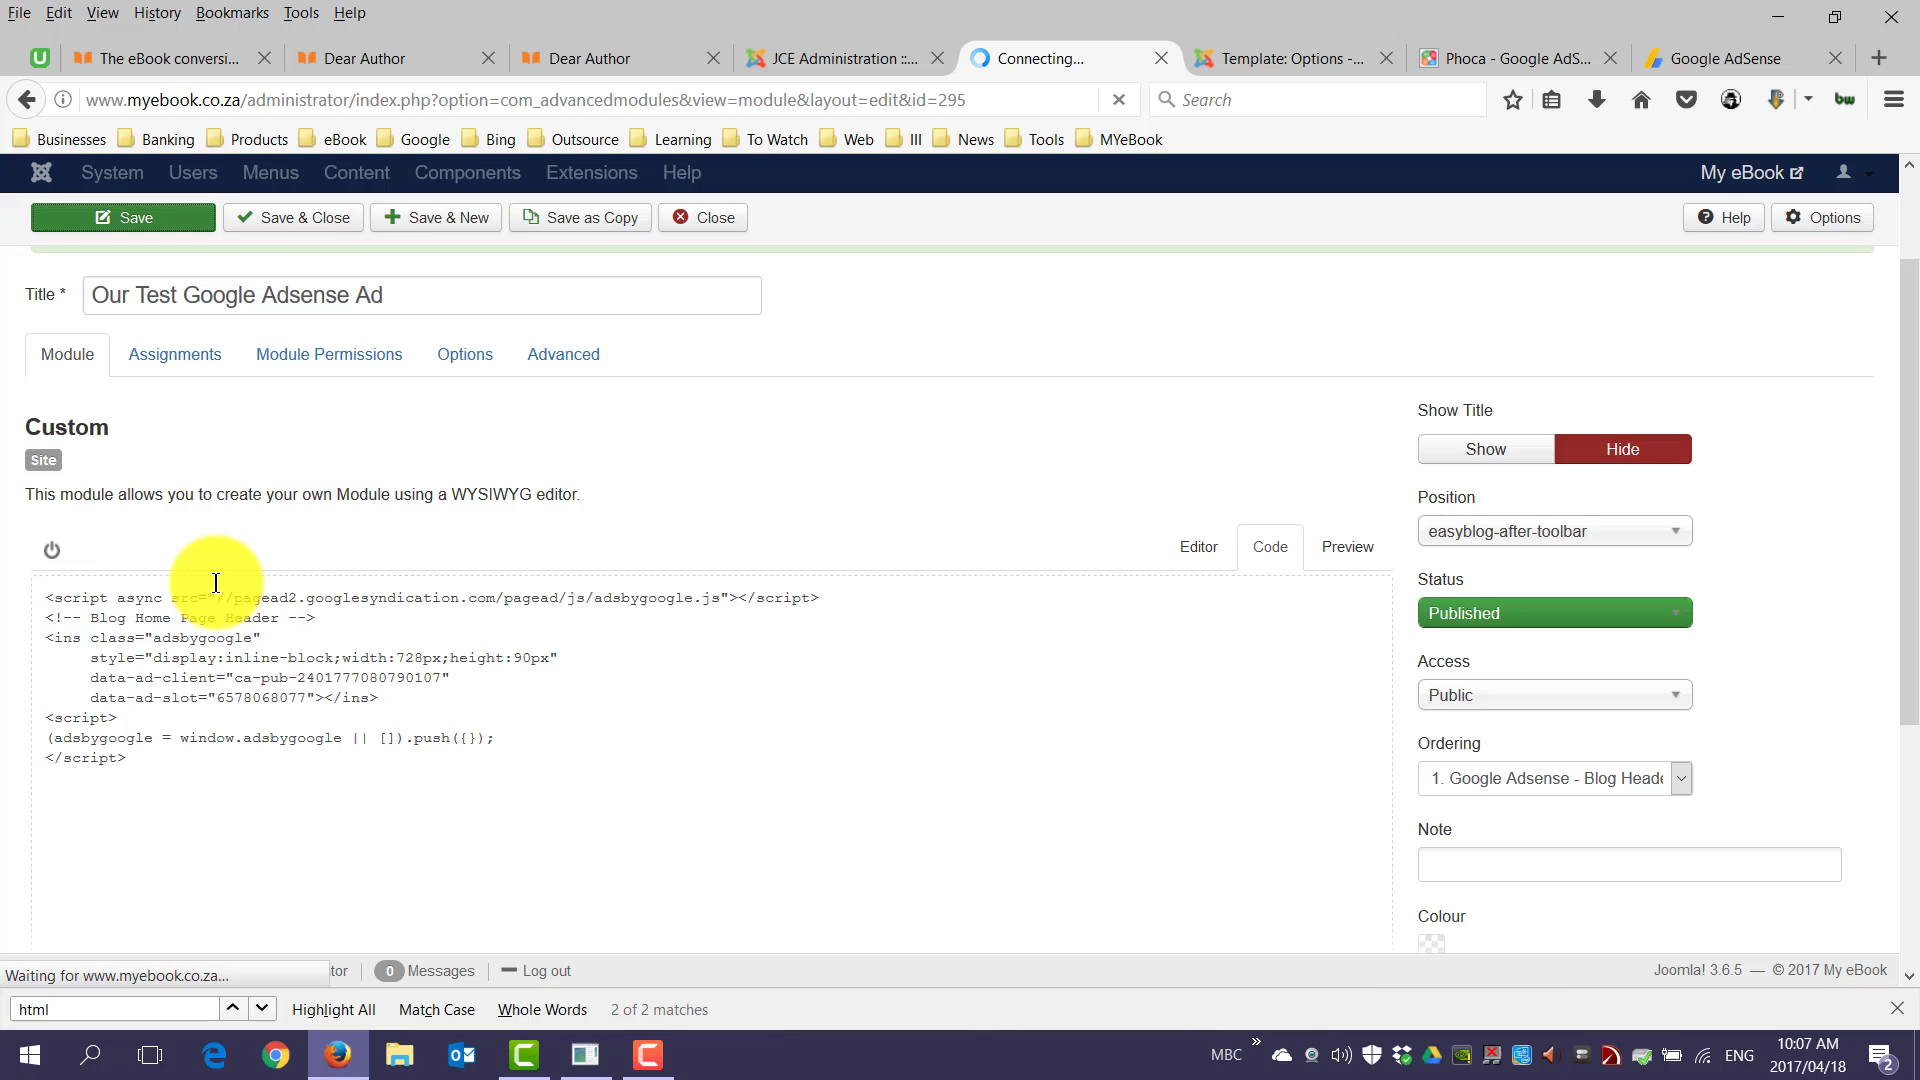 File Edit View History Bookmarks Tools Help
The eBook conversi... Dear Author Dear Author JCE Administration ::... Connecting... Template: Options -... Phoca - Google AdS... Google AdSense
www.myebook.co.za/administrator/index.php?option=com_advancedmodules&view=module&layout=edit&id=295 Search bw
Businesses Banking Products eBook Google Bing Outsource Learning To Watch Web III News Tools MYeBook
System Users Menus Content Components Extensions Help My eBook
Save Save & Close Save & New Save as Copy Close Help Options
Title * Our Test Google Adsense Ad
Module Assignments Module Permissions Options Advanced
Custom
Site
This module allows you to create your own Module using a WYSIWYG editor.
Editor Code Preview
<script async src="//pagead2.googlesyndication.com/pagead/js/adsbygoogle.js"></script>
<!-- Blog Home Page Header -->
<ins class="adsbygoogle"
style="display:inline-block;width:728px;height:90px"
data-ad-client="ca-pub-2401777080790107"
data-ad-slot="6578068077"></ins>
<script>
(adsbygoogle = window.adsbygoogle || []).push({});
</script>
Show Title
Show Hide
Position
easyblog-after-toolbar
Status
Published
Access
Public
Ordering
1. Google Adsense - Blog Heade
Note
Colour
Waiting for www.myebook.co.za... tor 0 Messages Log out Joomla! 3.6.5 — © 2017 My eBook
html Highlight All Match Case Whole Words 2 of 2 matches
MBC ENG 10:07 AM
2017/04/18 2